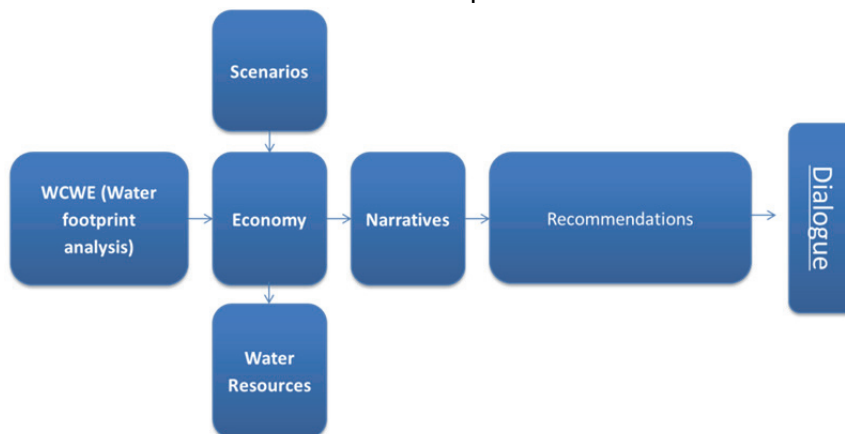 Scenarios
WCWE (Water
footprint
analysis)
Economy
Narratives
Recommendations
Dialogue
Water
Resources